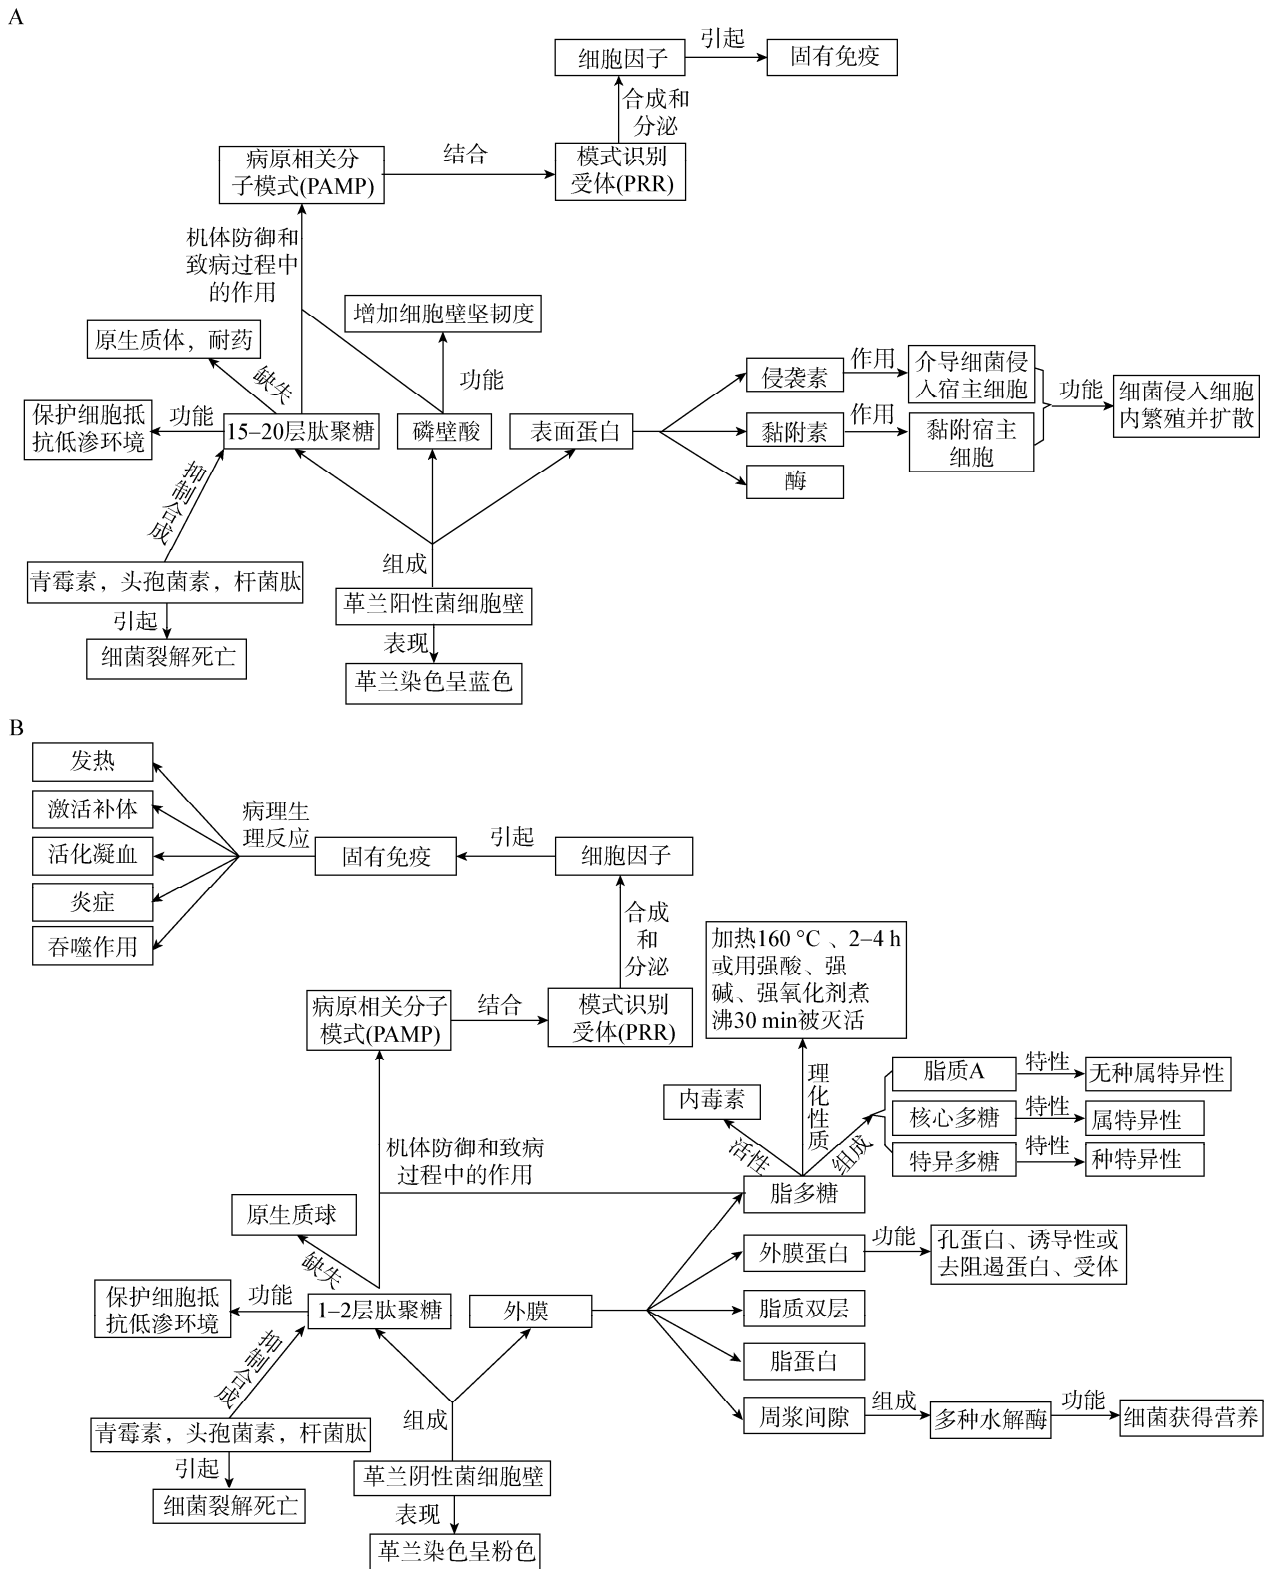 A
细胞因子
引起
固有免疫
合成和
分泌
病原相关分
子模式(PAMP)
结合
模式识别
受体(PRR)
机体防御和
致病过程中
的作用
增加细胞壁坚韧度
原生质体，耐药
缺失
功能
侵袭素
作用
介导细菌侵
入宿主细胞
功能
细菌侵入细胞
内繁殖并扩散
保护细胞抵
抗低渗环境
功能
15–20层肽聚糖
磷壁酸
表面蛋白
黏附素
作用
黏附宿主
细胞
酶
抑制合成
组成
青霉素，头孢菌素，杆菌肽
革兰阳性菌细胞壁
引起
表现
细菌裂解死亡
革兰染色呈蓝色
B
发热
激活补体
活化凝血
炎症
吞噬作用
病理生
理反应
固有免疫
引起
细胞因子
合成
和
分泌
加热160 °C 、2–4 h
或用强酸、强
碱、强氧化剂煮
沸30 min被灭活
病原相关分子
模式(PAMP)
结合
模式识别
受体(PRR)
理化性质
脂质A
特性
无种属特异性
内毒素
核心多糖
特性
属特异性
活性
组成
特异多糖
特性
种特异性
机体防御和致病
过程中的作用
脂多糖
原生质球
缺失
外膜蛋白
功能
孔蛋白、诱导性或
去阻遏蛋白、受体
保护细胞抵
抗低渗环境
功能
1–2层肽聚糖
外膜
脂质双层
脂蛋白
抑制合成
组成
周浆间隙
组成
多种水解酶
功能
细菌获得营养
青霉素，头孢菌素，杆菌肽
引起
革兰阴性菌细胞壁
细菌裂解死亡
表现
革兰染色呈粉色